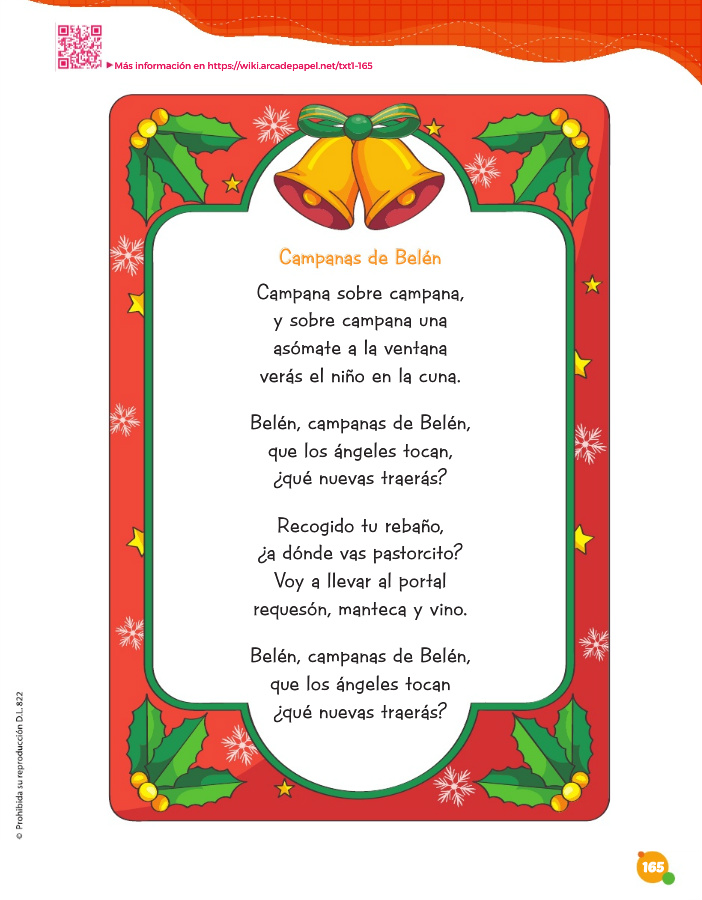 ▶Más información en https://wiki.arcadepapel.net/txt1-165
Campanas de Belén
Campana sobre campana,
y sobre campana una
asómate a la ventana
verás el niño en la cuna.
Belén, campanas de Belén,
que los ángeles tocan,
¿qué nuevas traerás?
Recogido tu rebaño,
¿a dónde vas pastorcito?
Voy a llevar al portal
requesón, manteca y vino.
Belén, campanas de Belén,
que los ángeles tocan
¿qué nuevas traerás?
© Prohibida su reproducción D.L. 822
165